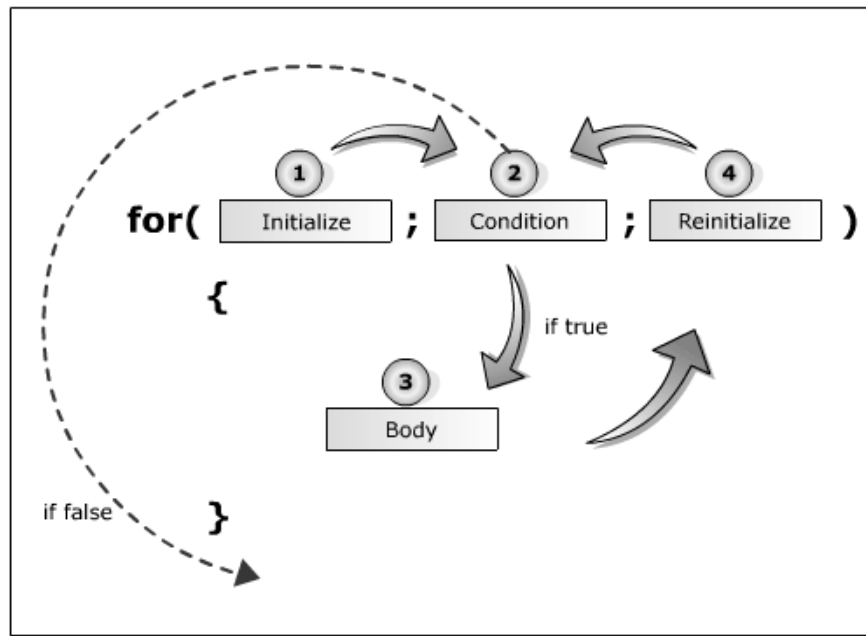 1 2 4
for( Initialize ; Condition ; Reinitialize )
{
if true
3
Body
if false
}